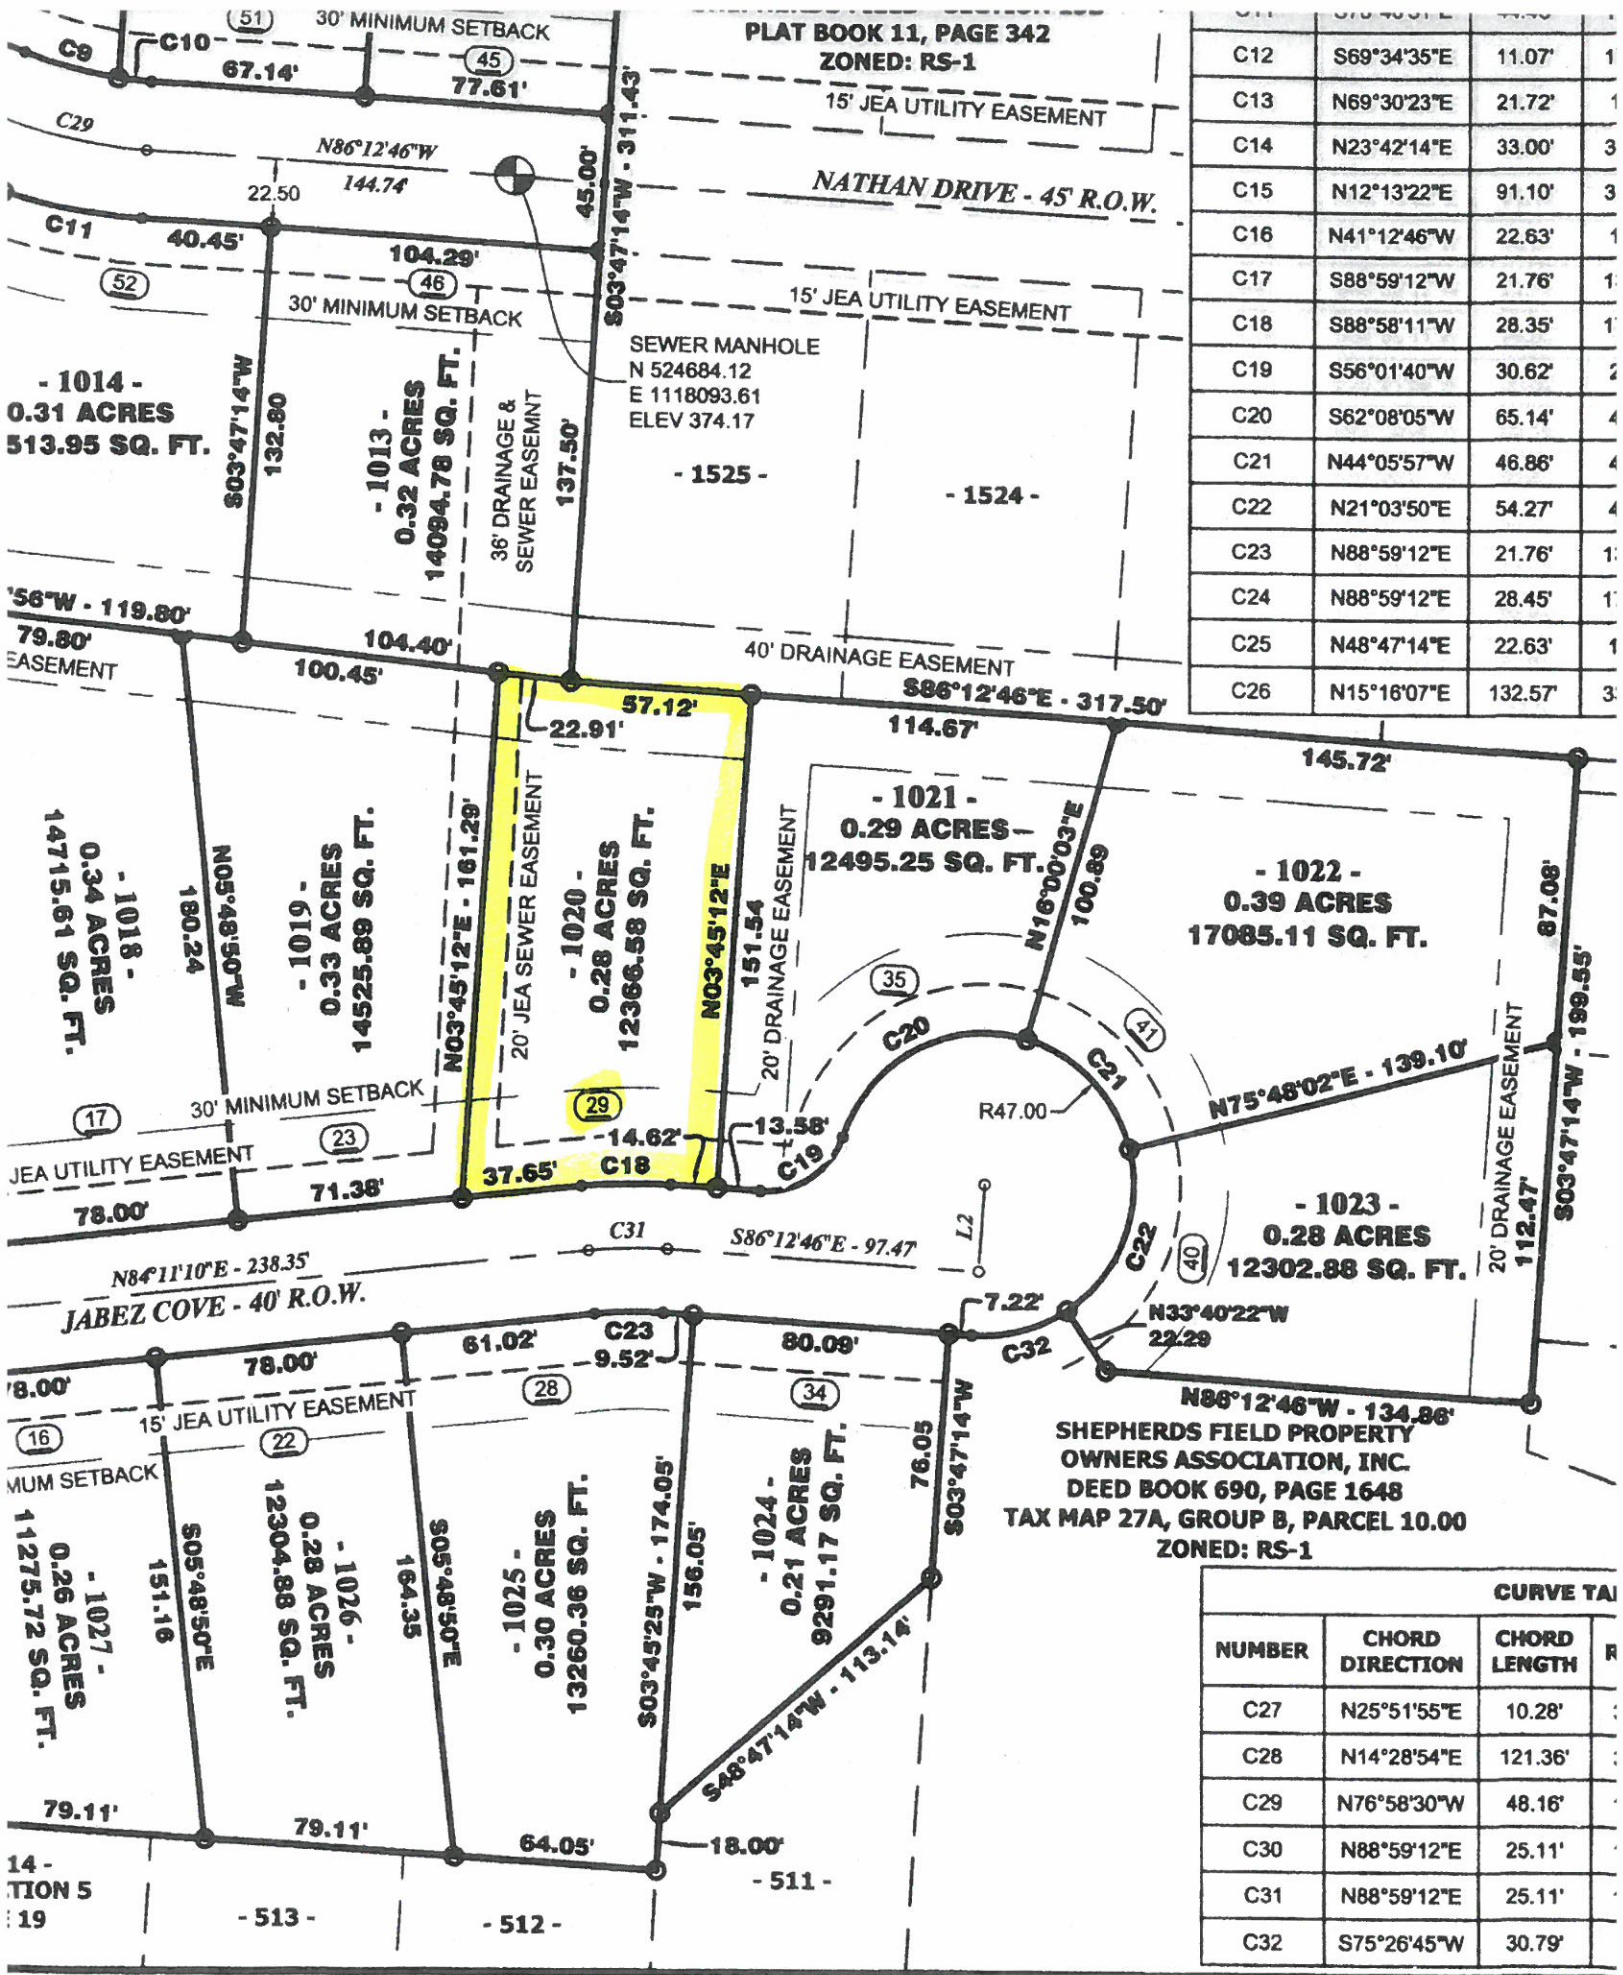 51
30' MINIMUM SETBACK
C9
C10
45
67.14'
77.61'
PLAT BOOK 11, PAGE 342
ZONED: RS-1
15' JEA UTILITY EASEMENT
C29
N86°12'46"W
144.74'
22.50
45.00'
S03°47'14"W - 311.43'
NATHAN DRIVE - 45' R.O.W.
C11
40.45'
104.29'
52
46
30' MINIMUM SETBACK
15' JEA UTILITY EASEMENT
SEWER MANHOLE
N 524684.12
E 1118093.61
ELEV 374.17
- 1014 -
0.31 ACRES
513.95 SQ. FT.
S03°47'14"W
132.80
- 1013 -
0.32 ACRES
14094.78 SQ. FT.
36' DRAINAGE &
SEWER EASEMNT
137.50'
- 1525 -
- 1524 -
C12 S69°34'35"E 11.07'
C13 N69°30'23"E 21.72'
C14 N23°42'14"E 33.00'
C15 N12°13'22"E 91.10'
C16 N41°12'46"W 22.63'
C17 S88°59'12"W 21.76'
C18 S88°58'11"W 28.35'
C19 S56°01'40"W 30.62'
C20 S62°08'05"W 65.14'
C21 N44°05'57"W 46.86'
C22 N21°03'50"E 54.27'
C23 N88°59'12"E 21.76'
C24 N88°59'12"E 28.45'
C25 N48°47'14"E 22.63'
C26 N15°16'07"E 132.57'
'56"W - 119.80'
79.80'
EASEMENT
104.40'
100.45'
40' DRAINAGE EASEMENT
S86°12'46"E - 317.50'
57.12'
22.91'
114.67'
145.72'
- 1018 -
0.34 ACRES
14715.61 SQ. FT.
N05°48'50"W
180.24
- 1019 -
0.33 ACRES
14525.89 SQ. FT.
N03°45'12"E - 161.29'
20' JEA SEWER EASEMENT
- 1020 -
0.28 ACRES
12366.58 SQ. FT.
N03°45'12"E
151.54
20' DRAINAGE EASEMENT
- 1021 -
0.29 ACRES
12495.25 SQ. FT.
N16°00'03"E
100.89
- 1022 -
0.39 ACRES
17085.11 SQ. FT.
87.08'
S03°47'14"W - 199.55'
35
C20
41
C21
R47.00
N75°48'02"E - 139.10'
20' DRAINAGE EASEMENT
17
30' MINIMUM SETBACK
29
23
JEA UTILITY EASEMENT
14.62'
13.58'
C19
37.65'
C18
71.38'
78.00'
C31
S86°12'46"E - 97.47'
L2
C22
40
- 1023 -
0.28 ACRES
12302.88 SQ. FT.
112.47'
N84°11'10"E - 238.35'
JABEZ COVE - 40' R.O.W.
7.22'
C32
N33°40'22"W
22.29
N86°12'46"W - 134.86'
78.00'
78.00'
61.02'
C23
9.52'
80.09'
15' JEA UTILITY EASEMENT
28
34
16
22
MUM SETBACK
SHEPHERDS FIELD PROPERTY
OWNERS ASSOCIATION, INC.
DEED BOOK 690, PAGE 1648
TAX MAP 27A, GROUP B, PARCEL 10.00
ZONED: RS-1
- 1027 -
0.26 ACRES
11275.72 SQ. FT.
S05°48'50"E
151.16
- 1026 -
0.28 ACRES
12304.88 SQ. FT.
S05°48'50"E
164.35
- 1025 -
0.30 ACRES
13260.36 SQ. FT.
S03°45'25"W - 174.05'
156.05'
- 1024 -
0.21 ACRES
9291.17 SQ. FT.
76.05
S03°47'14"W
S48°47'14"W - 113.14'
79.11'
79.11'
64.05'
18.00'
- 511 -
14 -
TION 5
19
- 513 -
- 512 -
CURVE TA
NUMBER CHORD DIRECTION CHORD LENGTH
C27 N25°51'55"E 10.28'
C28 N14°28'54"E 121.36'
C29 N76°58'30"W 48.16'
C30 N88°59'12"E 25.11'
C31 N88°59'12"E 25.11'
C32 S75°26'45"W 30.79'